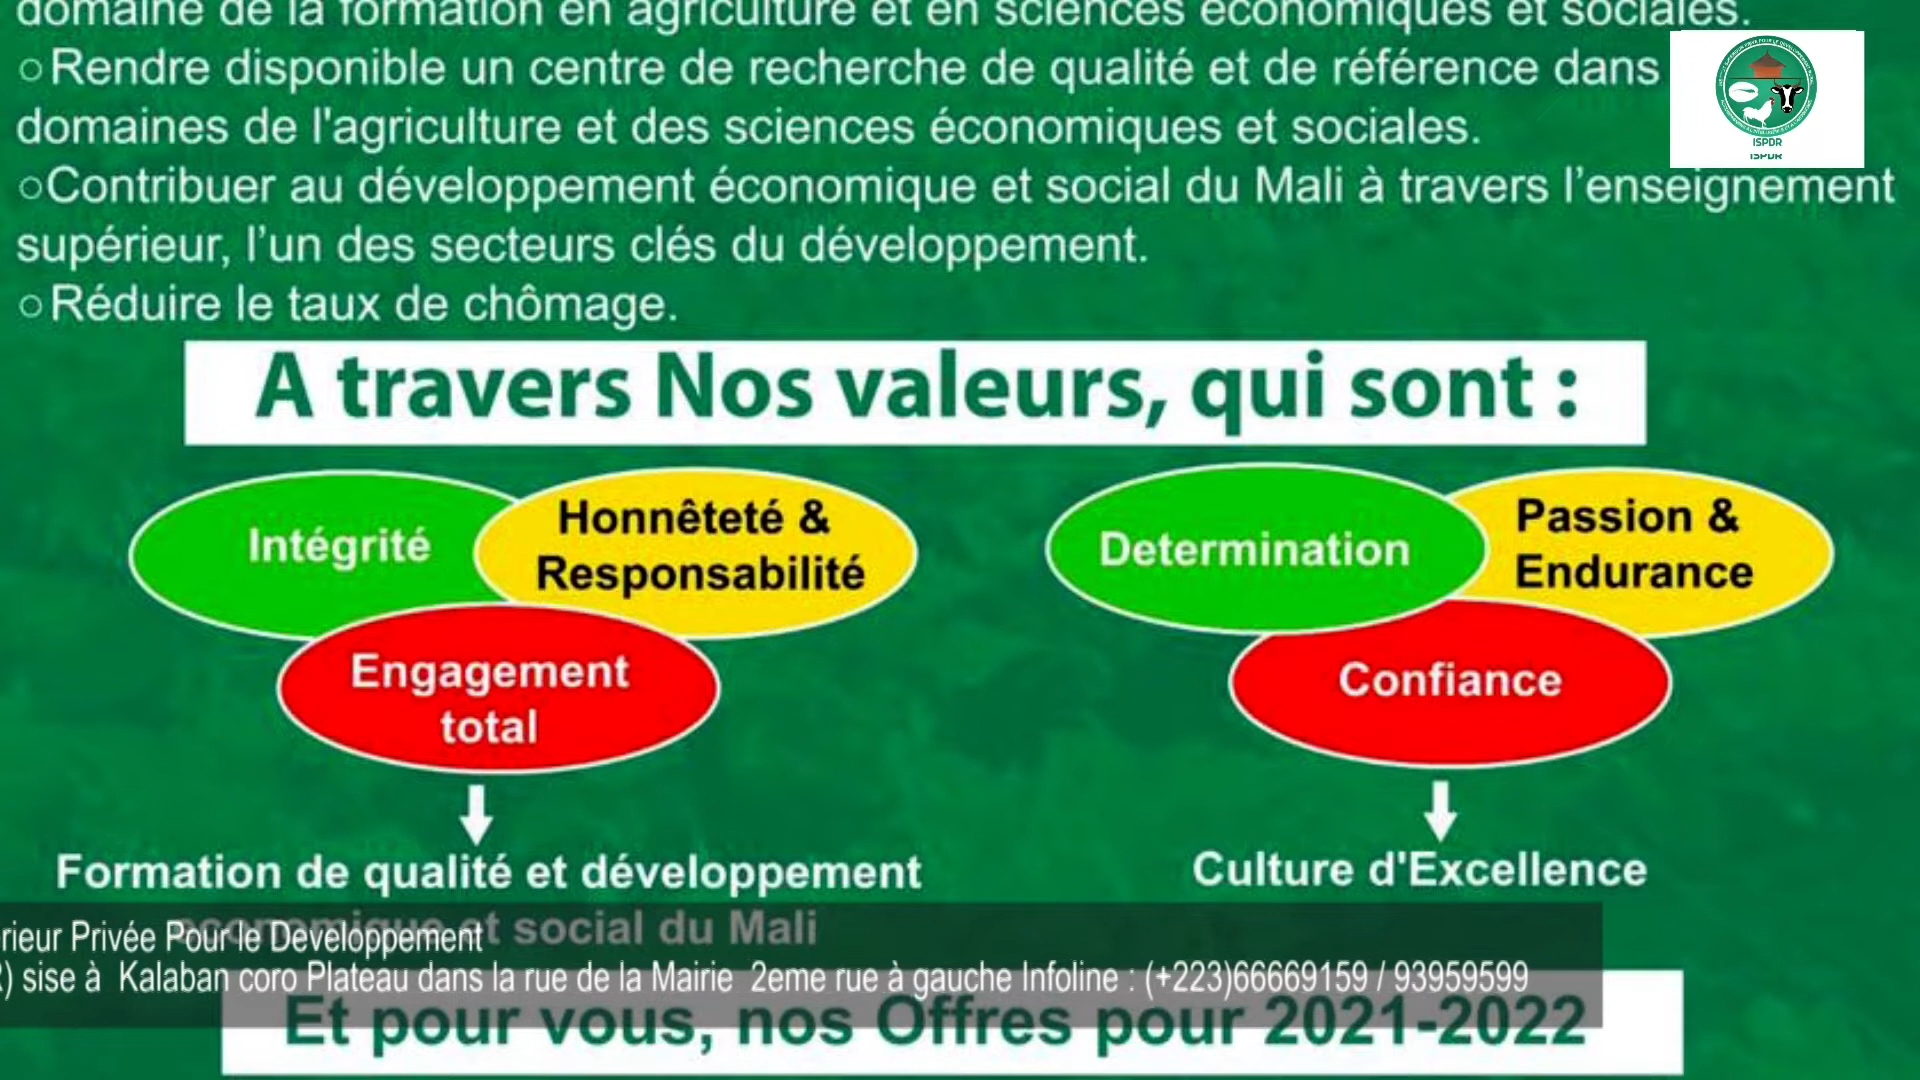 domaine de la formation en agriculture et en sciences économiques et sociales.
○Rendre disponible un centre de recherche de qualité et de référence dans
domaines de l'agriculture et des sciences économiques et sociales.
○Contribuer au développement économique et social du Mali à travers l’enseignement
supérieur, l’un des secteurs clés du développement.
○Réduire le taux de chômage.
ISPDR
ISPDR
A travers Nos valeurs, qui sont :
Intégrité
Honnêteté &
Responsabilité
Engagement
total
Determination
Passion &
Endurance
Confiance
Formation de qualité et développement
économique et social du Mali
Culture d'Excellence
rieur Privée Pour le Developpement
) sise à Kalaban coro Plateau dans la rue de la Mairie 2eme rue à gauche Infoline : (+223)66669159 / 93959599
Et pour vous, nos Offres pour 2021-2022